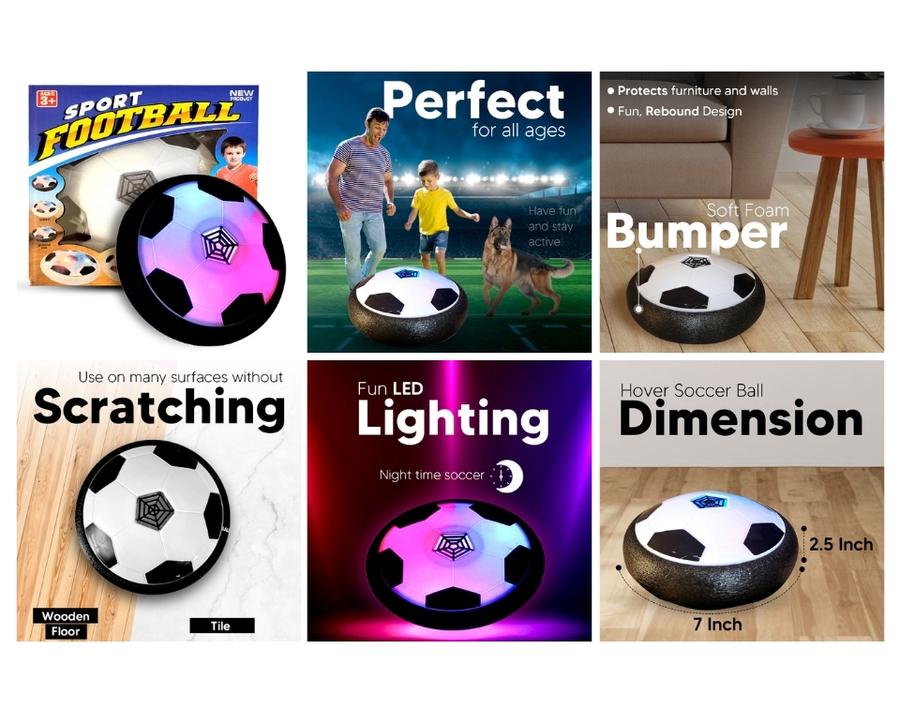 AGES
3+
SPORT
FOOTBALL
NEW
PRODUCT
Perfect
for all ages
Have fun
and stay
active
Protects furniture and walls
Fun, Rebound Design
Soft Foam
Bumper
Use on many surfaces without
Scratching
Wooden
Floor
Tile
Fun LED
Lighting
Night time soccer
Hover Soccer Ball
Dimension
2.5 Inch
7 Inch